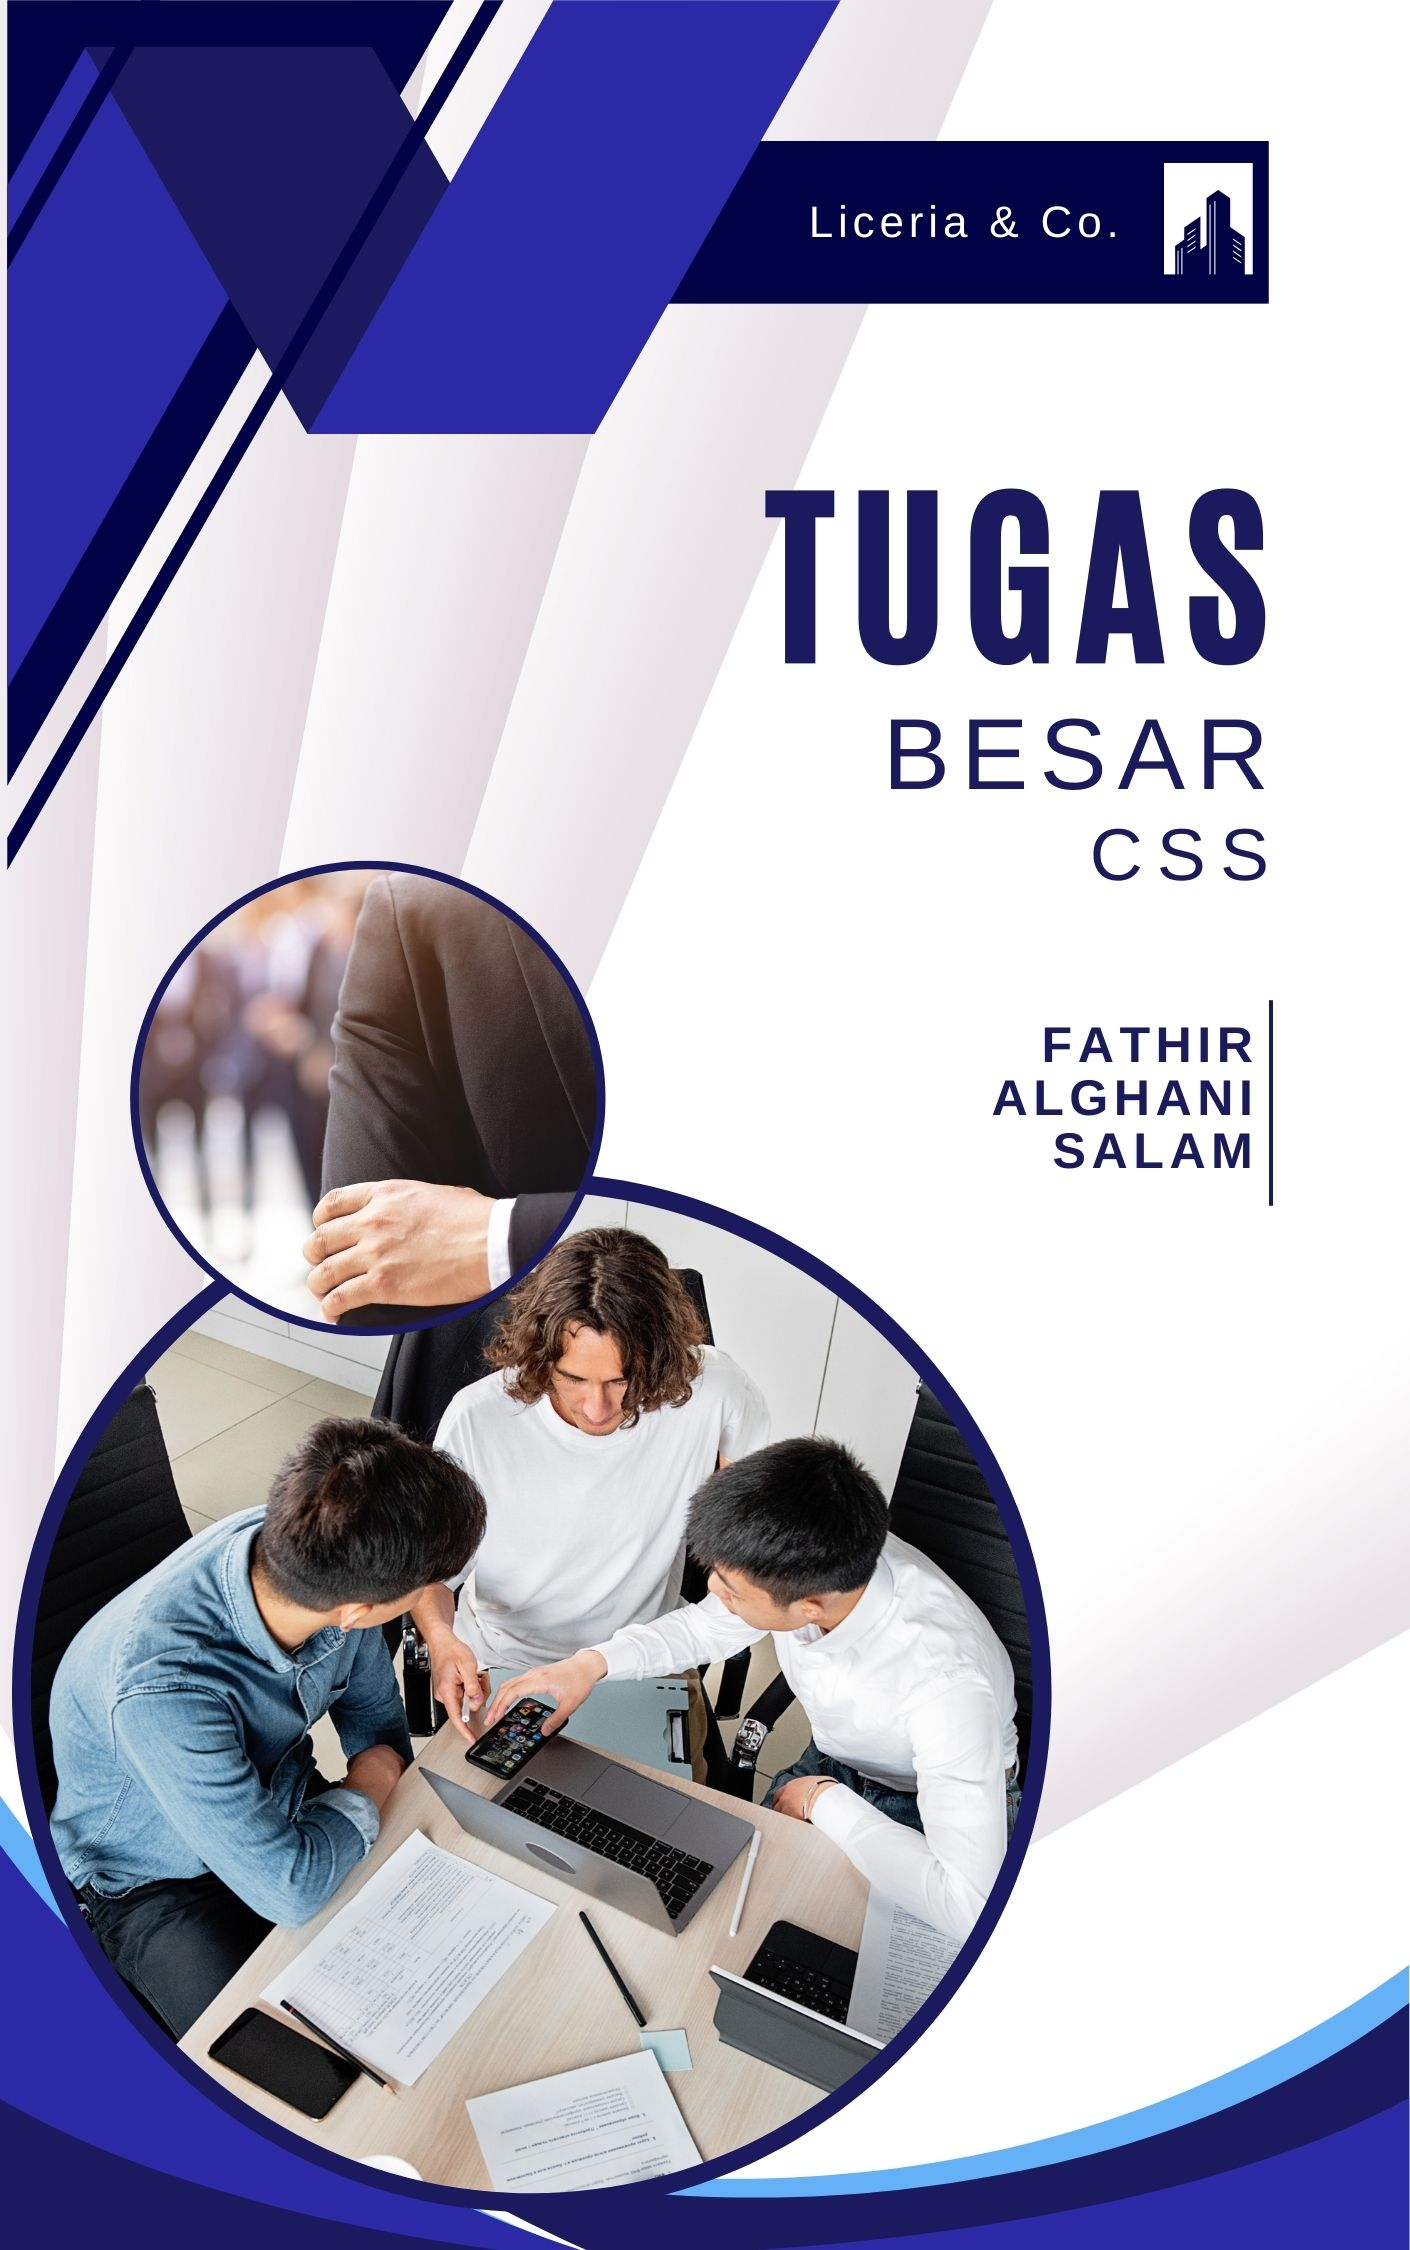 Liceria & Co.
TUGAS
BESAR
CSS
FATHIR
ALGHANI
SALAM